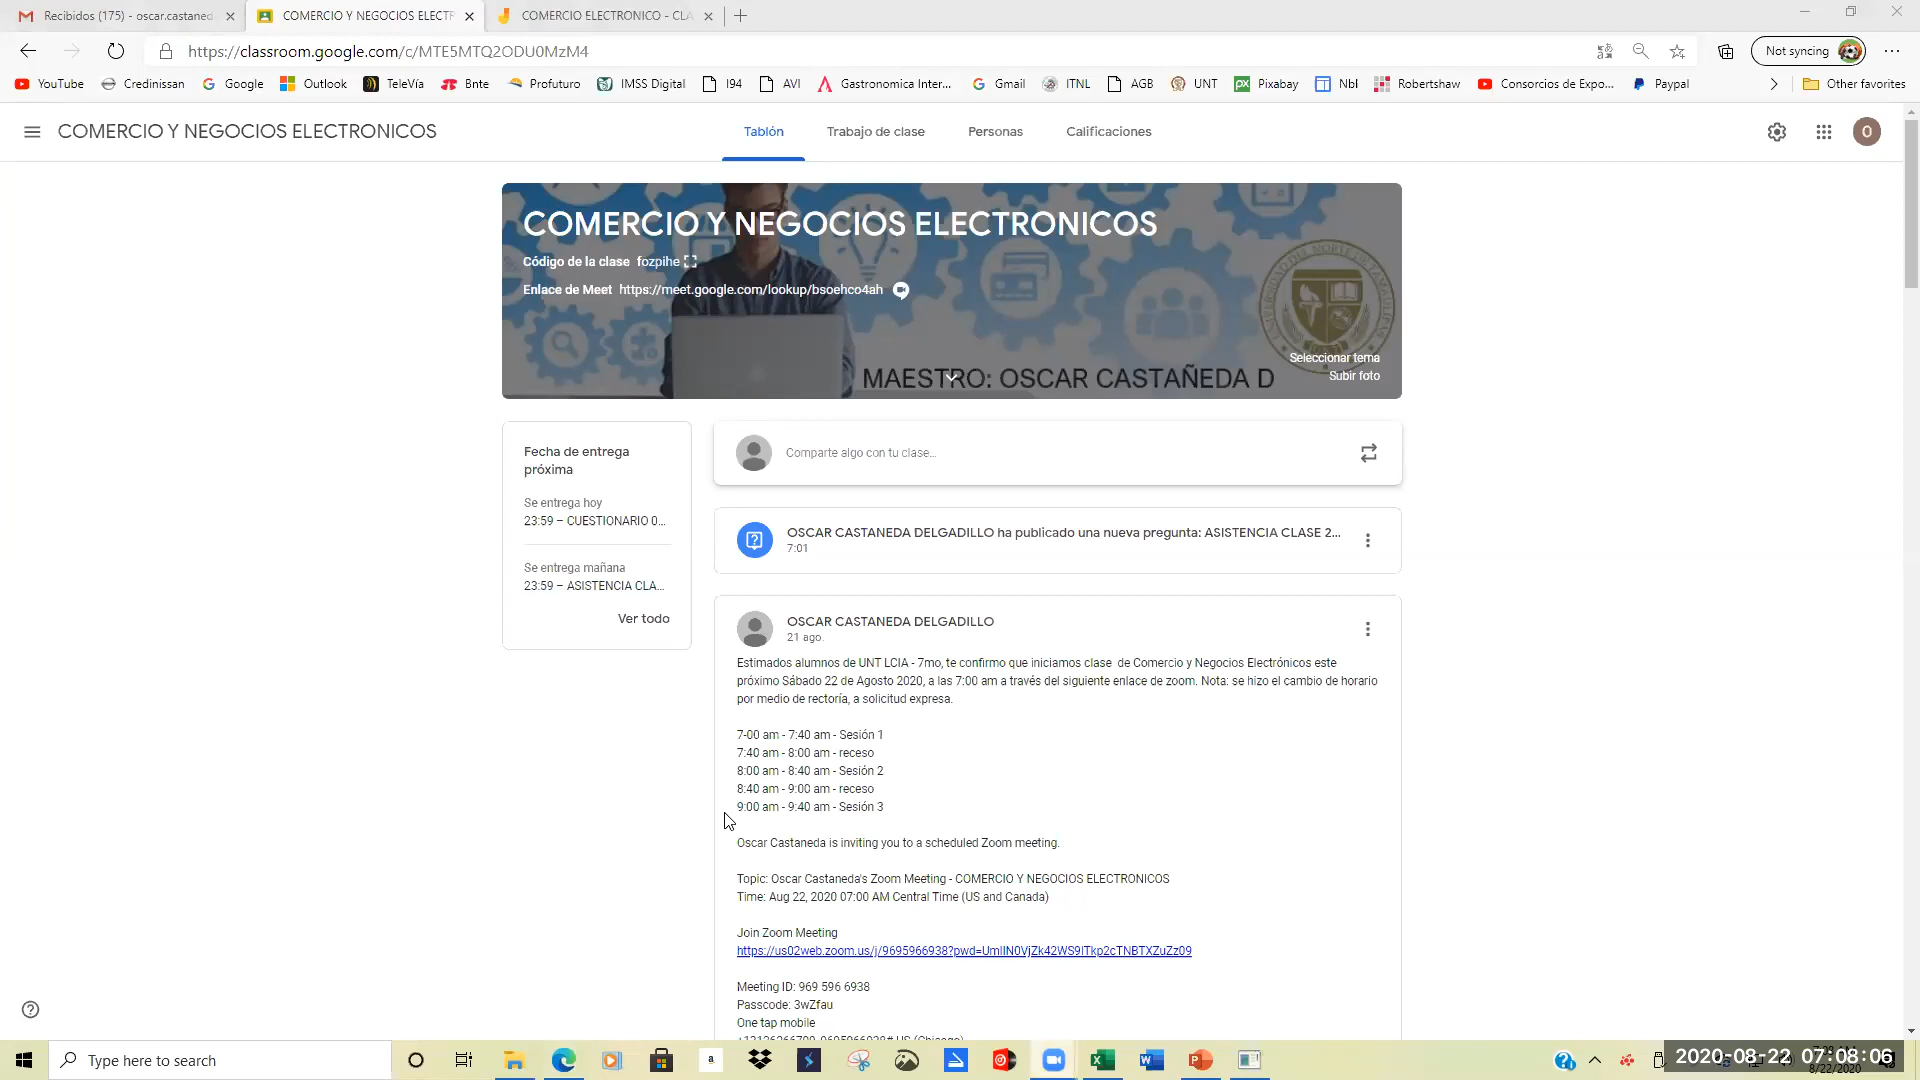 Recibidos (175) - oscar.castaned
COMERCIO Y NEGOCIOS ELECTR
COMERCIO ELECTRONICO - CLA
https://classroom.google.com/c/MTE5MTQ2ODU0MzM4
Not syncing
YouTube
Credinissan
Google
Outlook
TeleVía
Bnte
Profuturo
IMSS Digital
I94
AVI
Gastronomica Inter...
Gmail
ITNL
AGB
UNT
Pixabay
Nbl
Robertshaw
Consorcios de Expo...
Paypal
Other favorites
COMERCIO Y NEGOCIOS ELECTRONICOS
Tablón
Trabajo de clase
Personas
Calificaciones
O
COMERCIO Y NEGOCIOS ELECTRONICOS
Código de la clase fozpihe
Enlace de Meet https://meet.google.com/lookup/bsoehco4ah
Seleccionar tema
Subir foto
MAESTRO: OSCAR CASTAÑEDA D
Fecha de entrega
próxima
Se entrega hoy
23:59 – CUESTIONARIO 0...
Se entrega mañana
23:59 – ASISTENCIA CLA...
Ver todo
Comparte algo con tu clase...
OSCAR CASTANEDA DELGADILLO ha publicado una nueva pregunta: ASISTENCIA CLASE 2...
7:01
OSCAR CASTANEDA DELGADILLO
21 ago.
Estimados alumnos de UNT LCIA - 7mo, te confirmo que iniciamos clase de Comercio y Negocios Electrónicos este
próximo Sábado 22 de Agosto 2020, a las 7:00 am a través del siguiente enlace de zoom. Nota: se hizo el cambio de horario
por medio de rectoría, a solicitud expresa.
7-00 am - 7:40 am - Sesión 1
7:40 am - 8:00 am - receso
8:00 am - 8:40 am - Sesión 2
8:40 am - 9:00 am - receso
9:00 am - 9:40 am - Sesión 3
Oscar Castaneda is inviting you to a scheduled Zoom meeting.
Topic: Oscar Castaneda's Zoom Meeting - COMERCIO Y NEGOCIOS ELECTRONICOS
Time: Aug 22, 2020 07:00 AM Central Time (US and Canada)
Join Zoom Meeting
https://us02web.zoom.us/j/9695966938?pwd=UmlIN0VjZk42WS9ITkp2cTNBTXZuZz09
Meeting ID: 969 596 6938
Passcode: 3wZfau
One tap mobile
Type here to search
2020-08-22 07:08:06
8/22/2020